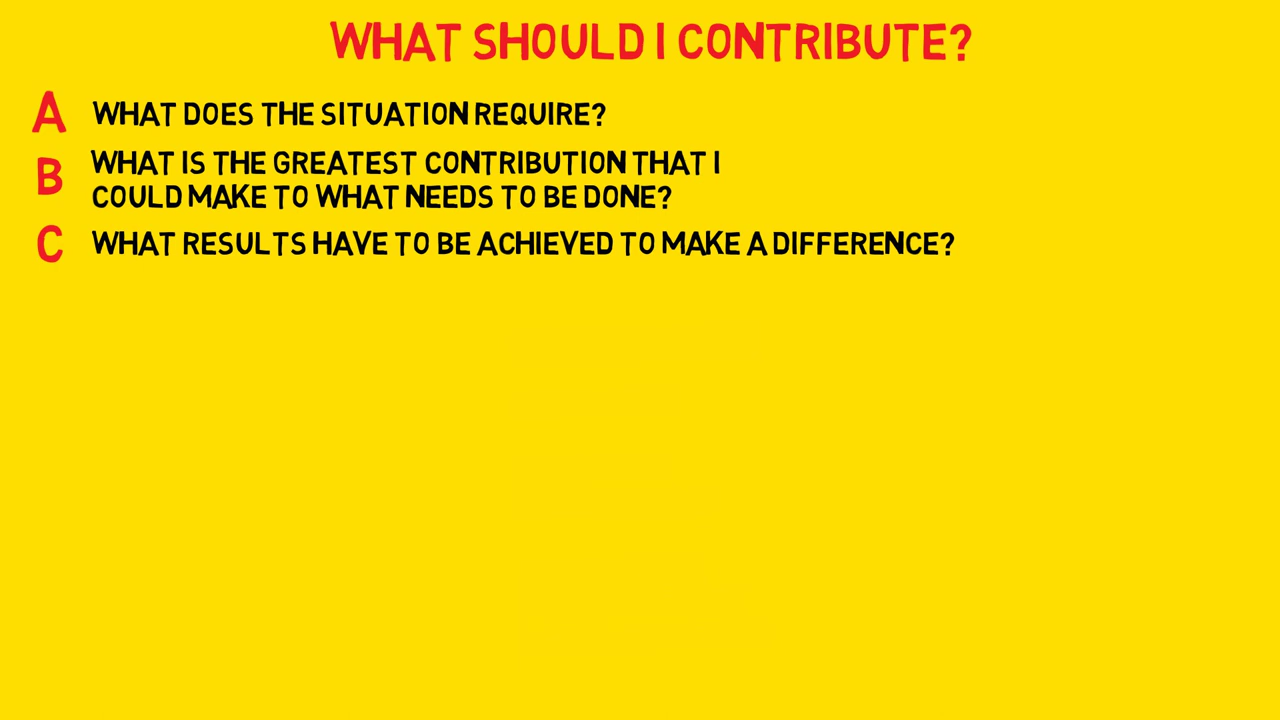 WHAT SHOULD I CONTRIBUTE?
A WHAT DOES THE SITUATION REQUIRE?
B WHAT IS THE GREATEST CONTRIBUTION THAT I
COULD MAKE TO WHAT NEEDS TO BE DONE?
C WHAT RESULTS HAVE TO BE ACHIEVED TO MAKE A DIFFERENCE?